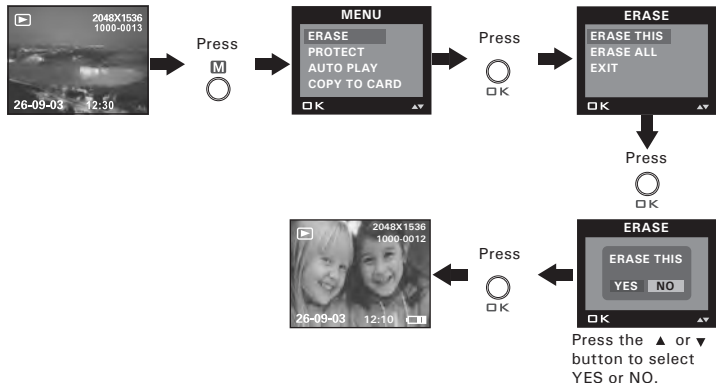 2048X1536
1000-0013
26-09-03 12:30
Press
M
MENU
ERASE
PROTECT
AUTO PLAY
COPY TO CARD
OK ▲▼
Press
OK
ERASE
ERASE THIS
ERASE ALL
EXIT
OK ▲▼
Press
OK
ERASE
ERASE THIS
YES NO
OK ▲▼
Press the ▲ or ▼
button to select
YES or NO.
Press
OK
2048X1536
1000-0012
26-09-03 12:10